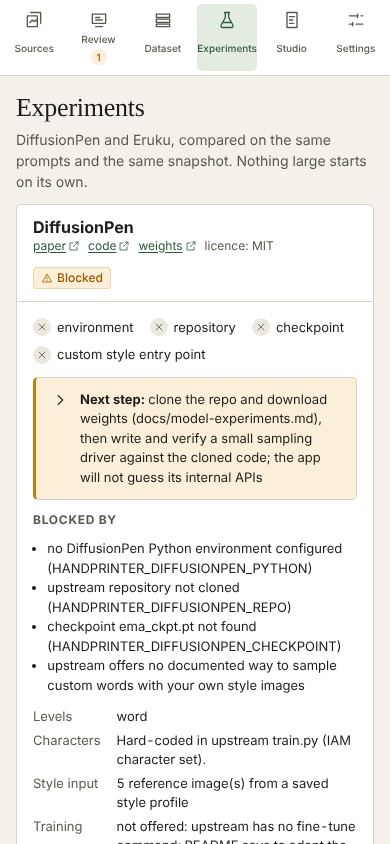 Sources
Review
1
Dataset
Experiments
Studio
Settings
Experiments
DiffusionPen and Eruku, compared on the same
prompts and the same snapshot. Nothing large starts
on its own.
DiffusionPen
paper code weights licence: MIT
Blocked
environment repository checkpoint
custom style entry point
Next step: clone the repo and download
weights (docs/model-experiments.md),
then write and verify a small sampling
driver against the cloned code; the app
will not guess its internal APIs
BLOCKED BY
• no DiffusionPen Python environment configured
(HANDPRINTER_DIFFUSIONPEN_PYTHON)
• upstream repository not cloned
(HANDPRINTER_DIFFUSIONPEN_REPO)
• checkpoint ema_ckpt.pt not found
(HANDPRINTER_DIFFUSIONPEN_CHECKPOINT)
• upstream offers no documented way to sample
custom words with your own style images
Levels word
Characters Hard-coded in upstream train.py (IAM
character set).
Style input 5 reference image(s) from a saved
style profile
Training not offered: upstream has no fine-tune